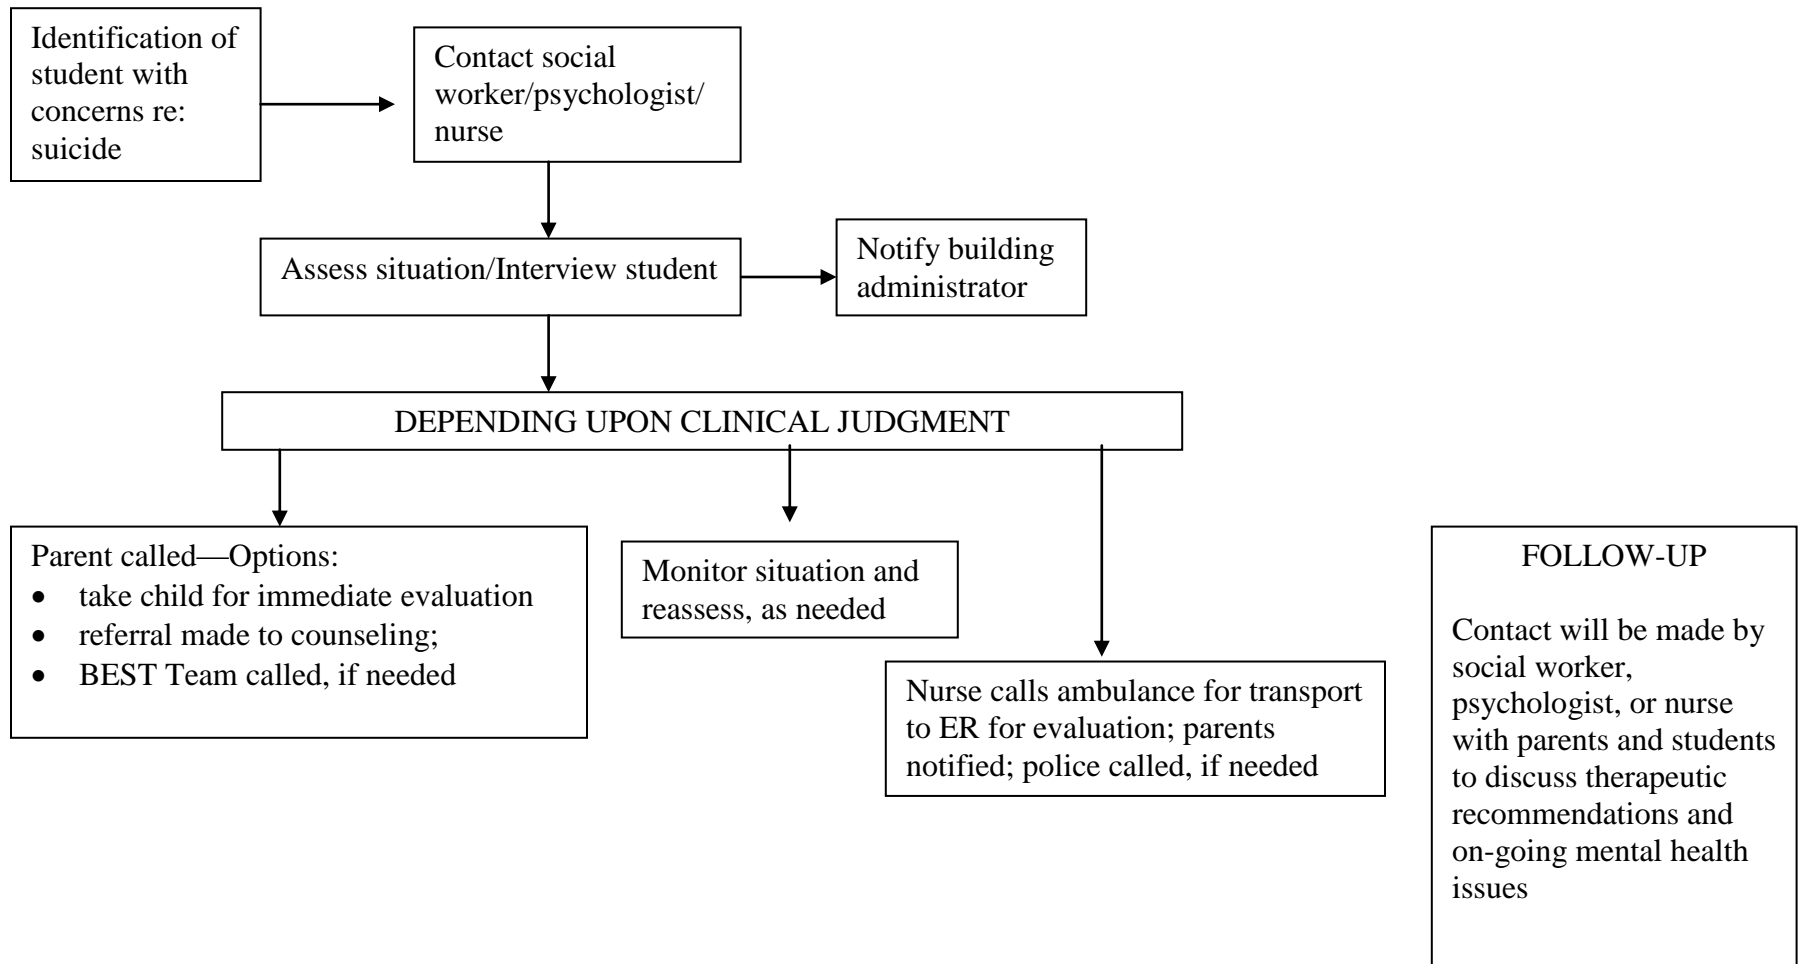 Identification of
student with
concerns re:
suicide
Contact social
worker/psychologist/
nurse
Assess situation/Interview student
Notify building
administrator
DEPENDING UPON CLINICAL JUDGMENT
Parent called—Options:
• take child for immediate evaluation
• referral made to counseling;
• BEST Team called, if needed
Monitor situation and
reassess, as needed
Nurse calls ambulance for transport
to ER for evaluation; parents
notified; police called, if needed
FOLLOW-UP
Contact will be made by
social worker,
psychologist, or nurse
with parents and students
to discuss therapeutic
recommendations and
on-going mental health
issues